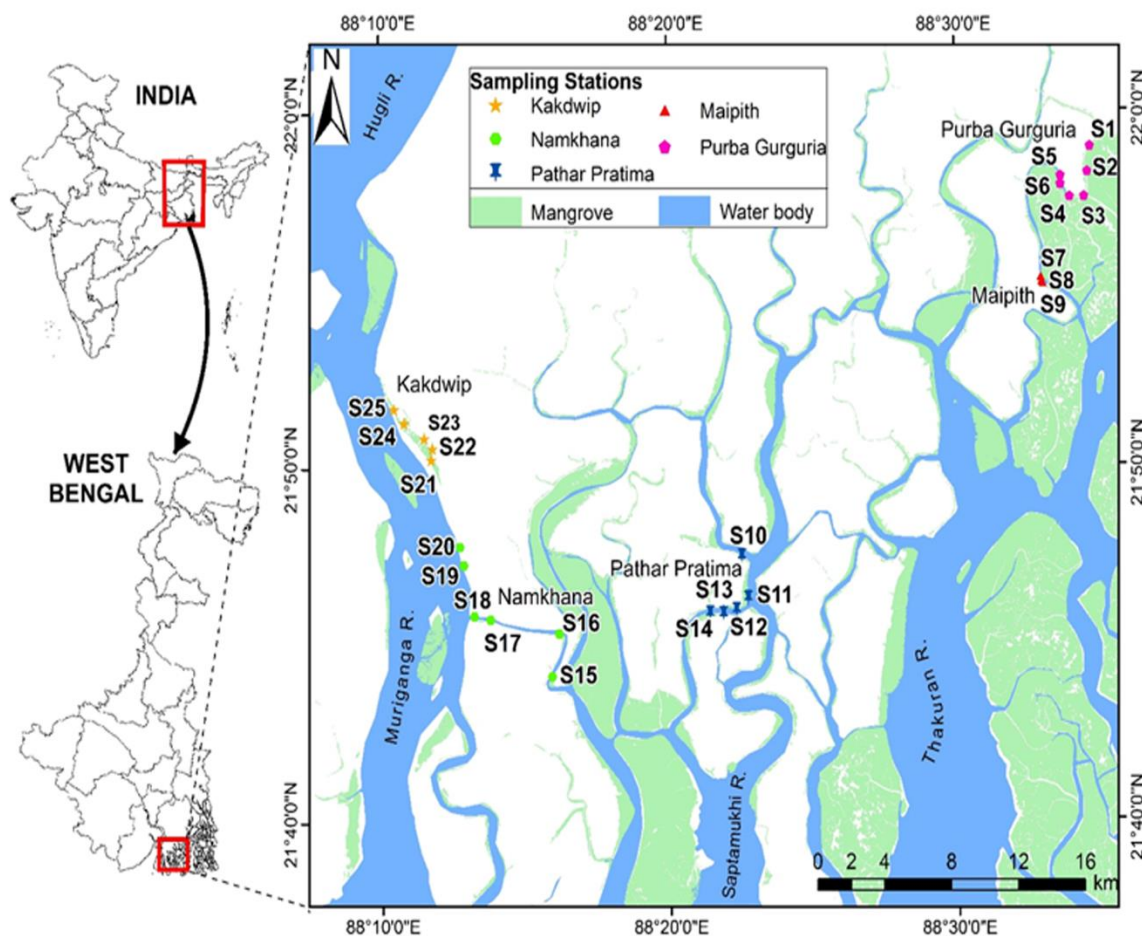 88°10'0"E
88°20'0"E
88°30'0"E
INDIA
WEST
BENGAL
N
Hugli R.
Sampling Stations
Kakdwip
Namkhana
Pathar Pratima
Maipith
Purba Gurguria
Mangrove
Water body
22°0'0"N
22°0'0"N
Purba Gurguria
S1
S2
S5
S6
S4
S3
S7
S8
Maipith
S9
Kakdwip
S25
S23
S24
S22
S21
21°50'0"N
21°50'0"N
S20
S19
S18
Namkhana
S16
S17
S15
S10
Pathar Pratima
S13
S11
S14
S12
Muriganga R.
Saptamukhi R.
Thakuran R.
21°40'0"N
21°40'0"N
0 2 4 8 12 16
km
88°10'0"E
88°20'0"E
88°30'0"E